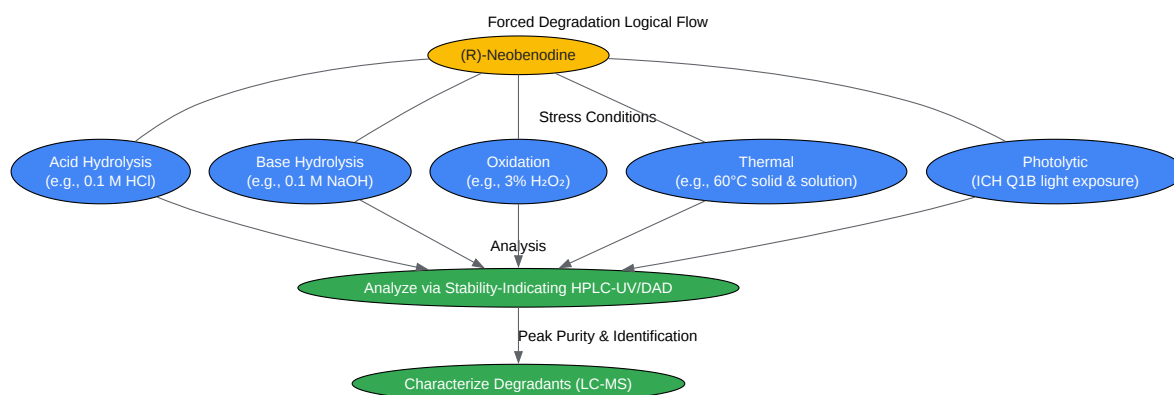 Forced Degradation Logical Flow
(R)-Neobenodine
Stress Conditions
Acid Hydrolysis
(e.g., 0.1 M HCl)
Base Hydrolysis
(e.g., 0.1 M NaOH)
Oxidation
(e.g., 3% H₂O₂)
Thermal
(e.g., 60°C solid & solution)
Photolytic
(ICH Q1B light exposure)
Analysis
Analyze via Stability-Indicating HPLC-UV/DAD
Peak Purity & Identification
Characterize Degradants (LC-MS)